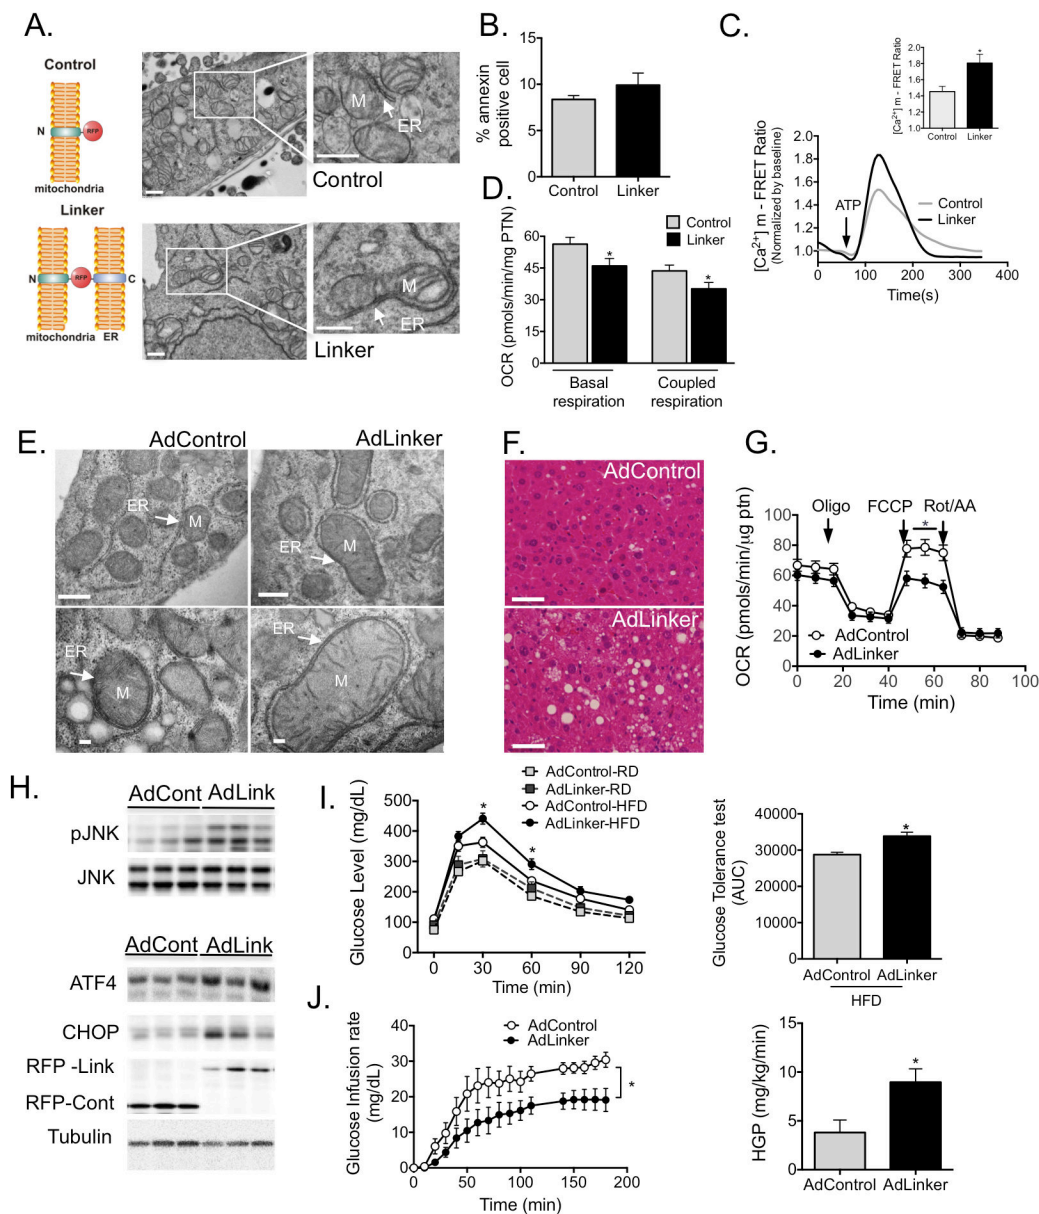 A.
Control
N
RFP
mitochondria
Linker
N
RFP
C
mitochondria ER
M
ER
Control
M
ER
Linker
B.
% annexin
positive cell
15
10
5
0
Control Linker
C.
[Ca²⁺] m - FRET Ratio
2.0
1.8
1.6
1.4
1.2
1.0
*
Control Linker
[Ca²⁺] m - FRET Ratio
(Normalized by baseline)
2.0
1.8
1.6
1.4
1.2
1.0
ATP
Control
Linker
0 100 200 300 400
Time(s)
D.
Control
Linker
OCR (pmols/min/mg PTN)
60
45
30
15
0
*
*
Basal
respiration
Coupled
respiration
E.
AdControl
AdLinker
ER
M
ER
M
ER
M
ER
M
F.
AdControl
AdLinker
G.
Oligo
FCCP
Rot/AA
*
OCR (pmols/min/µg ptn)
100
80
60
40
20
0
AdControl
AdLinker
0 20 40 60 80 100
Time (min)
H.
AdCont AdLink
pJNK
JNK
AdCont AdLink
ATF4
CHOP
RFP -Link
RFP-Cont
Tubulin
I.
AdControl-RD
AdLinker-RD
AdControl-HFD
AdLinker-HFD
Glucose Level (mg/dL)
500
400
300
200
100
0
*
*
0 30 60 90 120
Time (min)
Glucose Tolerance test
(AUC)
40000
30000
20000
10000
0
*
AdControl AdLinker
HFD
J.
AdControl
AdLinker
Glucose Infusion rate
(mg/dL)
40
30
20
10
0
*
0 50 100 150 200
Time (min)
HGP (mg/kg/min)
15
10
5
0
*
AdControl AdLinker